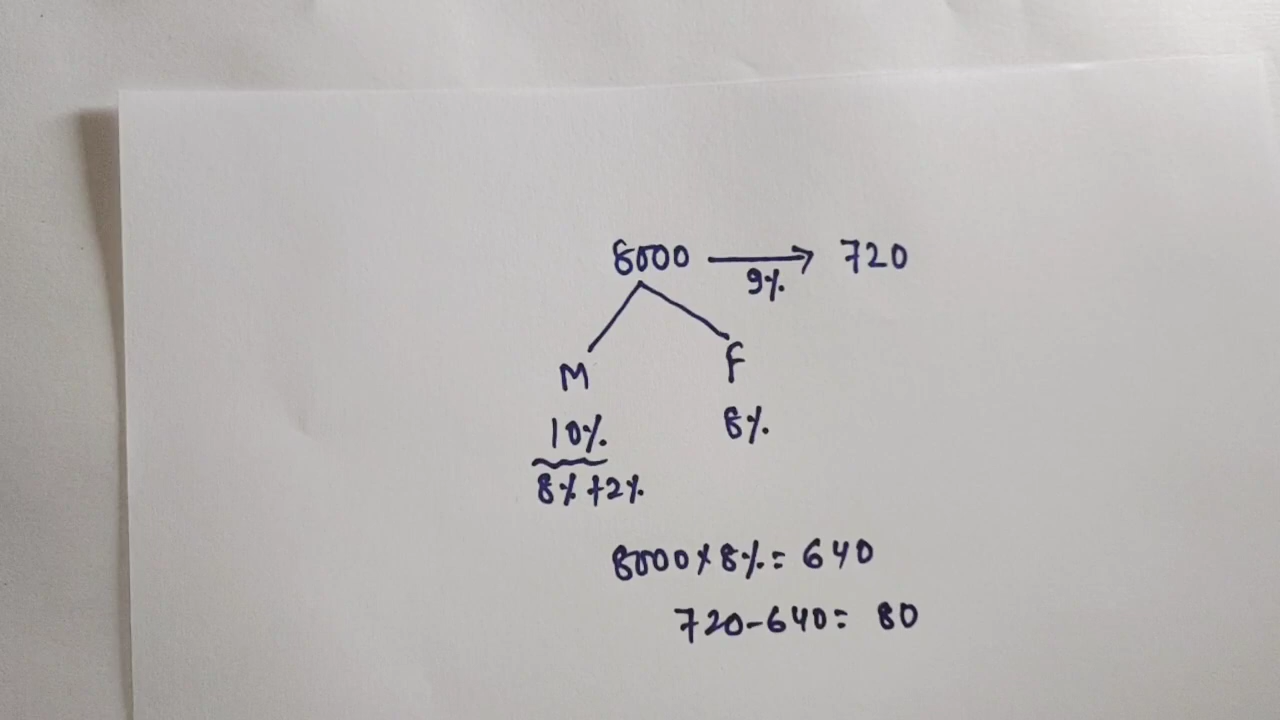 8000 → 720
9%
M F
10% 8%
8% + 2%
8000 x 8% = 640
720 - 640 = 80